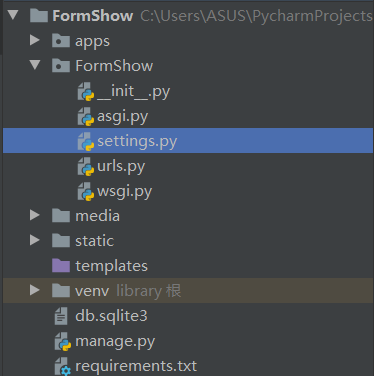 FormShow C:\Users\ASUS\PycharmProjects
apps
FormShow
__init__.py
asgi.py
settings.py
urls.py
wsgi.py
media
static
templates
venv library 根
db.sqlite3
manage.py
requirements.txt